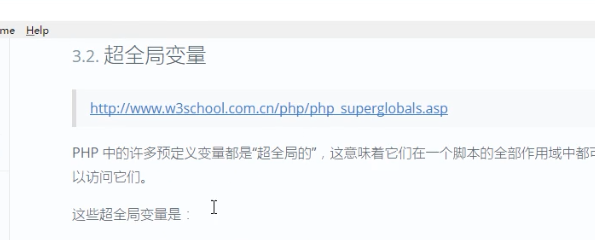 me Help
3.2. 超全局变量
http://www.w3school.com.cn/php/php_superglobals.asp
PHP 中的许多预定义变量都是“超全局的”，这意味着它们在一个脚本的全部作用域中都可
以访问它们。
这些超全局变量是：